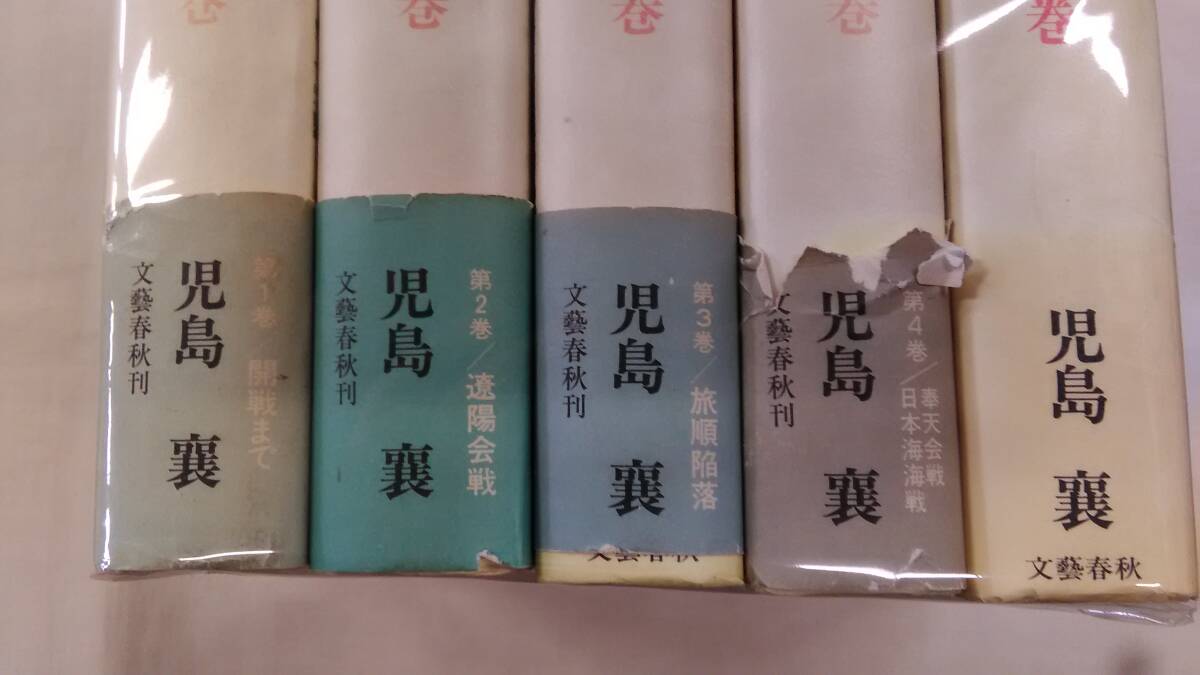 巻
第1巻/開戦まで
児島 襄
文藝春秋刊
巻
第2巻/遼陽会戦
児島 襄
文藝春秋刊
巻
第3巻/旅順陥落
児島 襄
文藝春秋刊
文藝春秋
巻
第4巻/奉天会戦
日本海海戦
児島 襄
文藝春秋刊
巻
児島 襄
文藝春秋